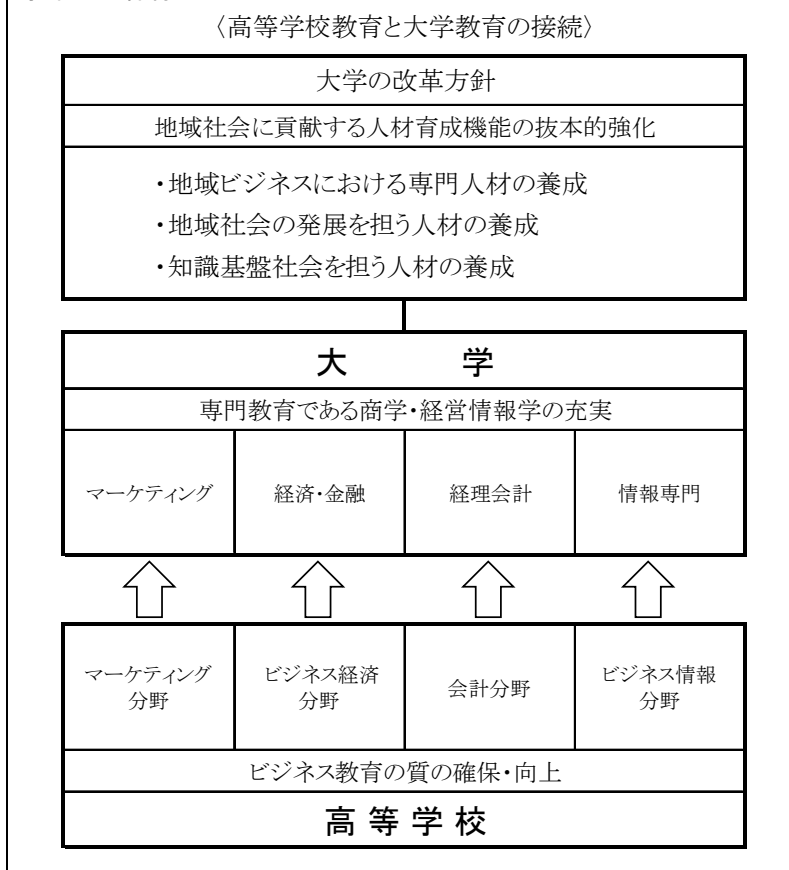 〈高等学校教育と大学教育の接続〉
大学の改革方針
地域社会に貢献する人材育成機能の抜本的強化
・地域ビジネスにおける専門人材の養成
・地域社会の発展を担う人材の養成
・知識基盤社会を担う人材の養成
大 学
専門教育である商学・経営情報学の充実
マーケティング
経済・金融
経理会計
情報専門
マーケティング
分野
ビジネス経済
分野
会計分野
ビジネス情報
分野
ビジネス教育の質の確保・向上
高 等 学 校